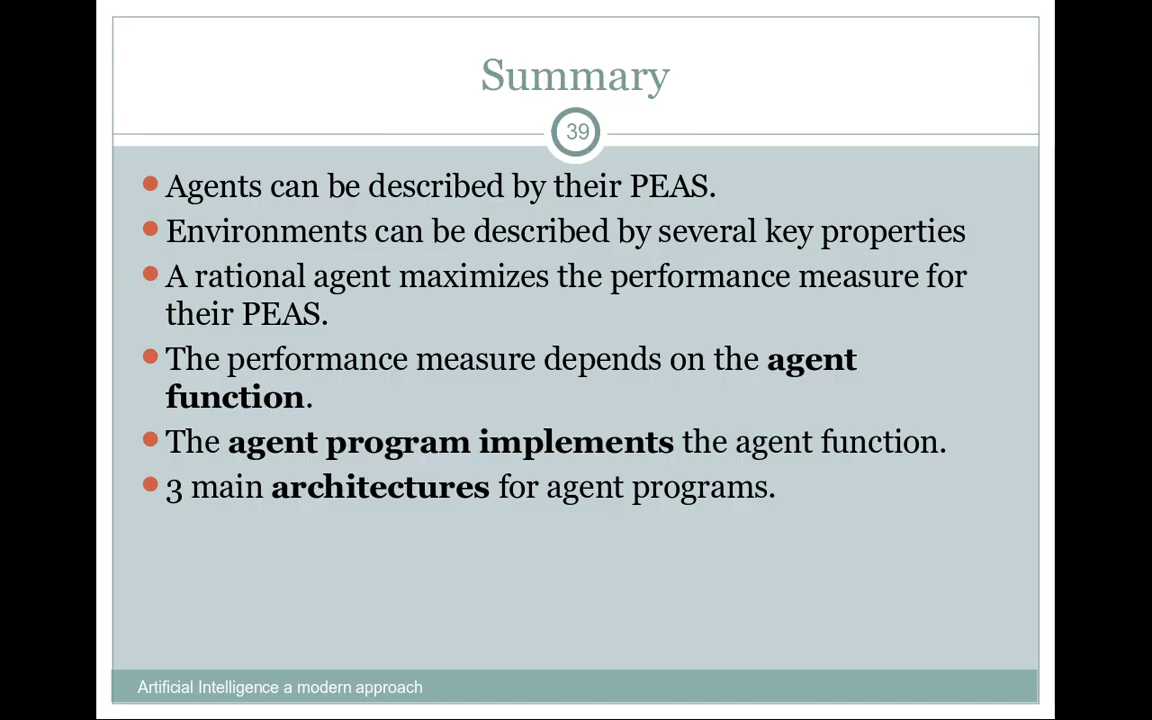 Summary
39
Agents can be described by their PEAS.
Environments can be described by several key properties
A rational agent maximizes the performance measure for
their PEAS.
The performance measure depends on the agent
function.
The agent program implements the agent function.
3 main architectures for agent programs.
Artificial Intelligence a modern approach